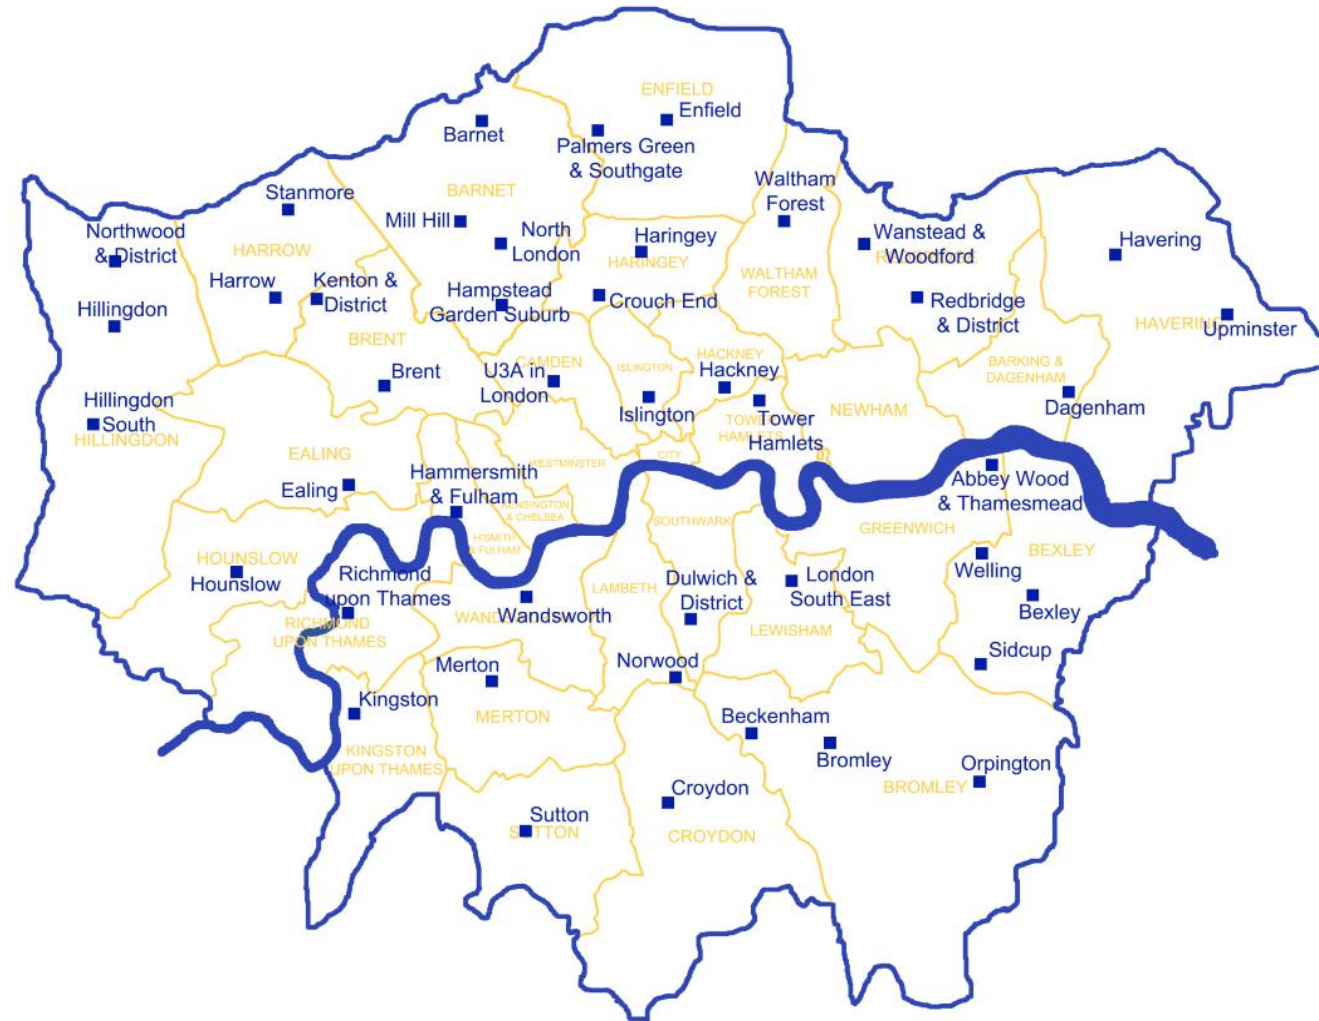 ENFIELD
Enfield
Barnet
Palmers Green
& Southgate
Stanmore
BARNET
Waltham
Forest
Mill Hill
North
London
Northwood
& District
HARROW
Haringey
HARINGEY
Wanstead &
Woodford
REDBRIDGE
Havering
WALTHAM
FOREST
Harrow
Kenton &
District
Hampstead
Garden Suburb
Crouch End
Redbridge
& District
Hillingdon
HAVERING
Upminster
BRENT
Brent
CAMDEN
U3A in
London
ISLINGTON
Islington
HACKNEY
Hackney
BARKING &
DAGENHAM
Dagenham
Hillingdon
South
HILLINGDON
NEWHAM
TOWER
HAMLETS
Tower
Hamlets
EALING
Ealing
Hammersmith
& Fulham
WESTMINSTER
CITY
KENSINGTON
& CHELSEA
H'SMITH
& FULHAM
SOUTHWARK
Abbey Wood
& Thamesmead
GREENWICH
BEXLEY
Welling
Bexley
HOUNSLOW
Hounslow
Richmond
upon Thames
RICHMOND
UPON THAMES
WANDSWORTH
Wandsworth
LAMBETH
Dulwich &
District
London
South East
LEWISHAM
Sidcup
Norwood
Merton
MERTON
Kingston
KINGSTON
UPON THAMES
Beckenham
Bromley
Orpington
BROMLEY
Croydon
CROYDON
Sutton
SUTTON